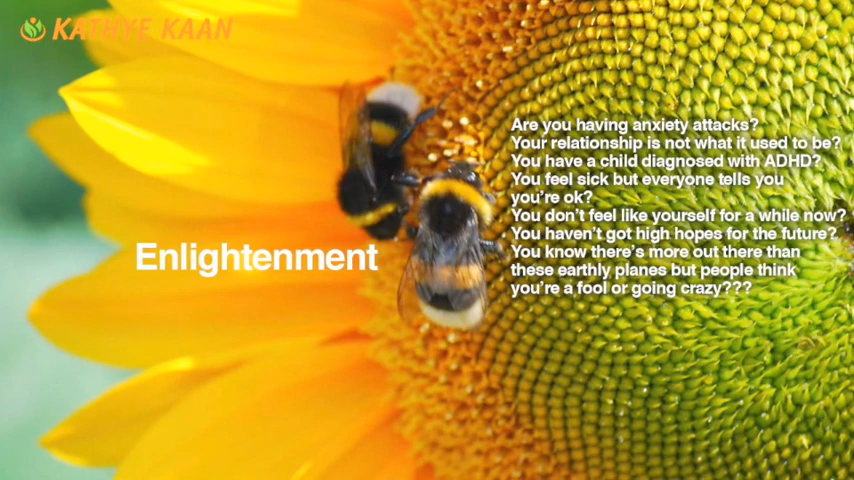 KATHYE KAAN
Enlightenment
Are you having anxiety attacks?
Your relationship is not what it used to be?
You have a child diagnosed with ADHD?
You feel sick but everyone tells you
you're ok?
You don't feel like yourself for a while now?
You haven't got high hopes for the future?
You know there's more out there than
these earthly planes but people think
you're a fool or going crazy???